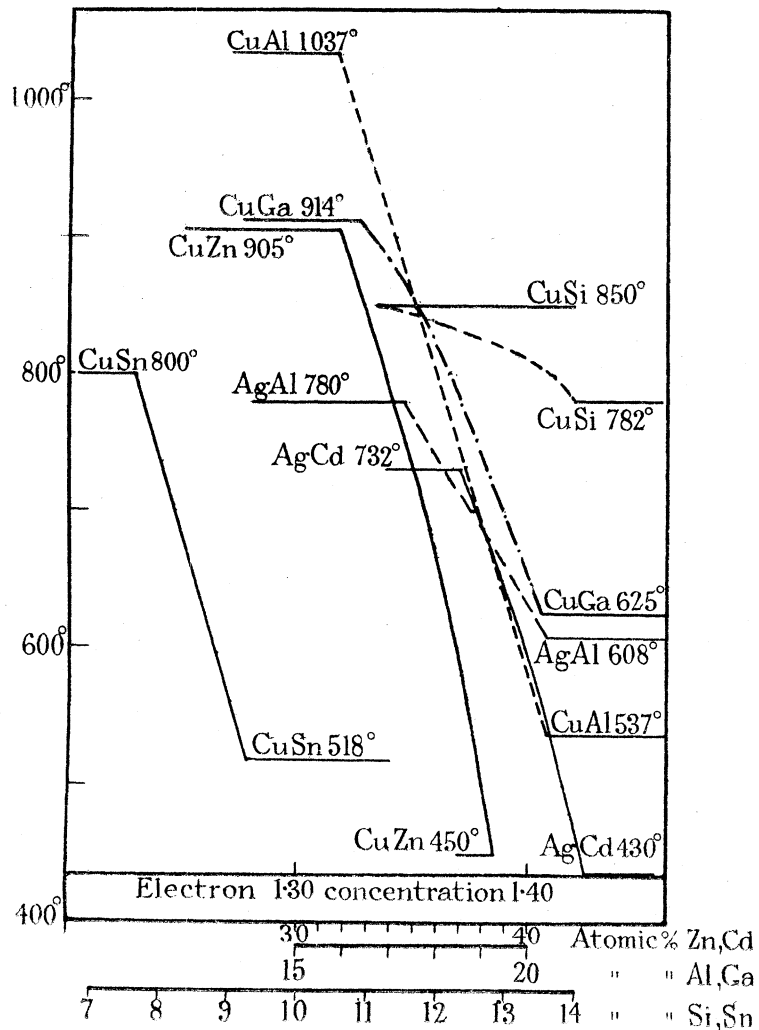 CuAl 1037°
1000°
CuGa 914°
CuZn 905°
CuSi 850°
CuSn 800°
800°
AgAl 780°
CuSi 782°
AgCd 732°
CuGa 625°
600°
AgAl 608°
CuAl 537°
CuSn 518°
CuZn 450°
AgCd 430°
Electron 1·30 concentration 1·40
400°
30 40 Atomic % Zn,Cd
15 20 " " Al,Ga
7 8 9 10 11 12 13 14 " " Si,Sn